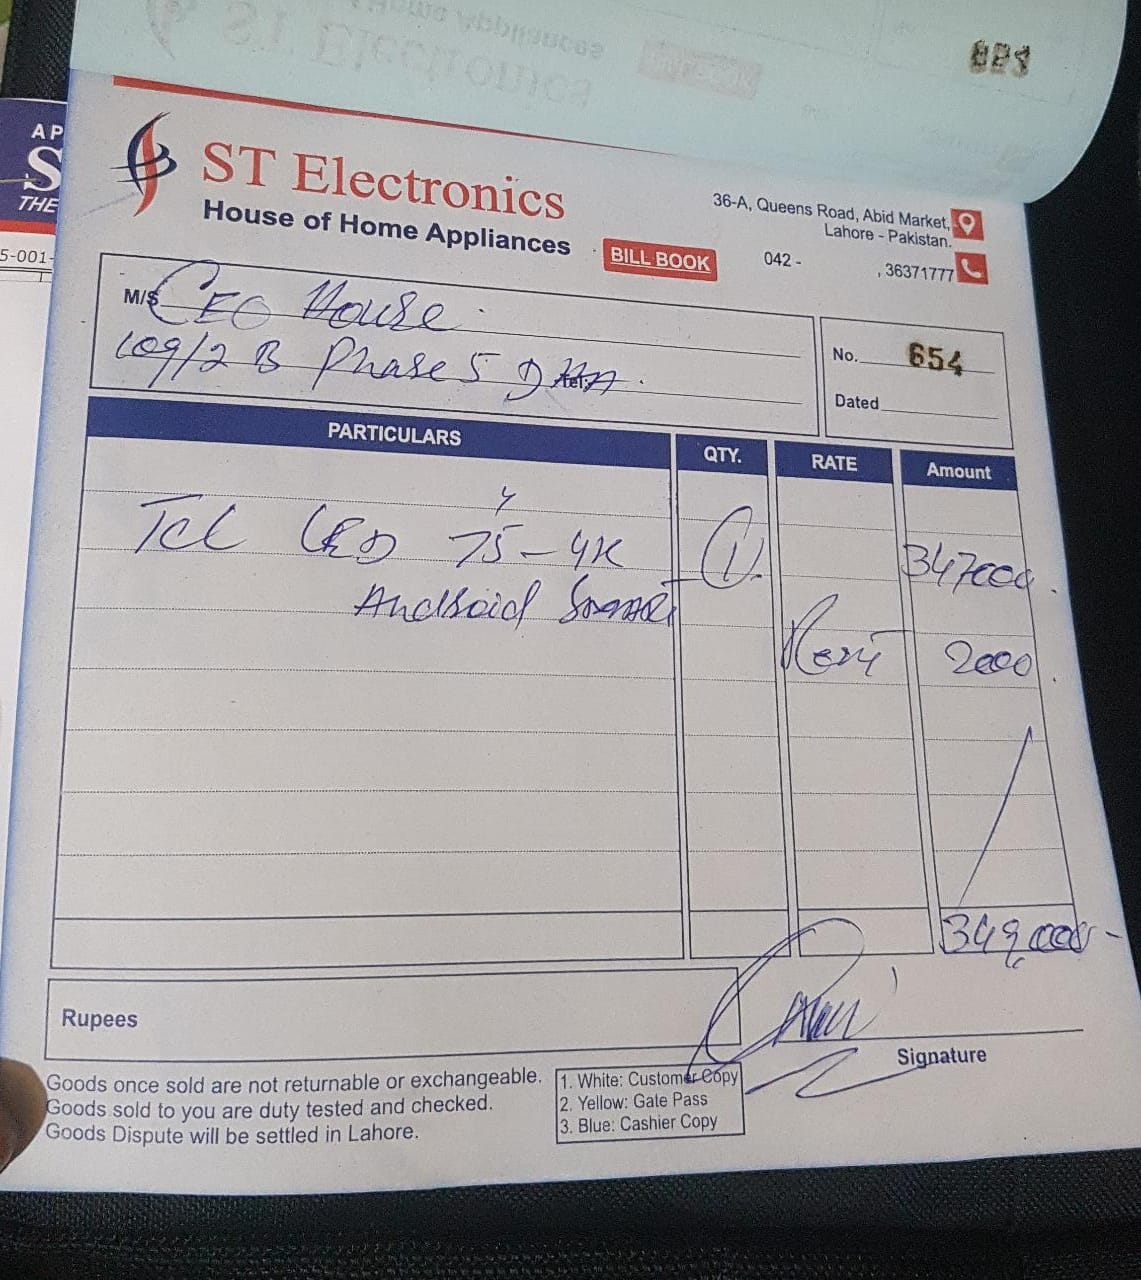 ST Electronics
House of Home Appliances
BILL BOOK
36-A, Queens Road, Abid Market,
Lahore - Pakistan.
042 - , 36371777
AP
S
THE
5-001-
M/S CEO House
109/2 B Phase 5 DHA
Tel:
No. 654
Dated
PARTICULARS QTY. RATE Amount
Tcl LED 75-4K 1 347000
Android Smart
Rent 2000
349,000
Rupees
Signature
Goods once sold are not returnable or exchangeable.
Goods sold to you are duty tested and checked.
Goods Dispute will be settled in Lahore.
1. White: Customer Copy
2. Yellow: Gate Pass
3. Blue: Cashier Copy